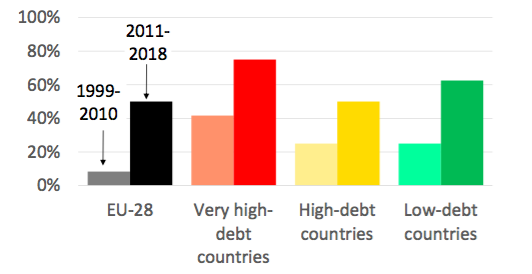 100%
80%
60%
40%
20%
0%
2011-
2018
1999-
2010
EU-28
Very high-
debt
countries
High-debt
countries
Low-debt
countries